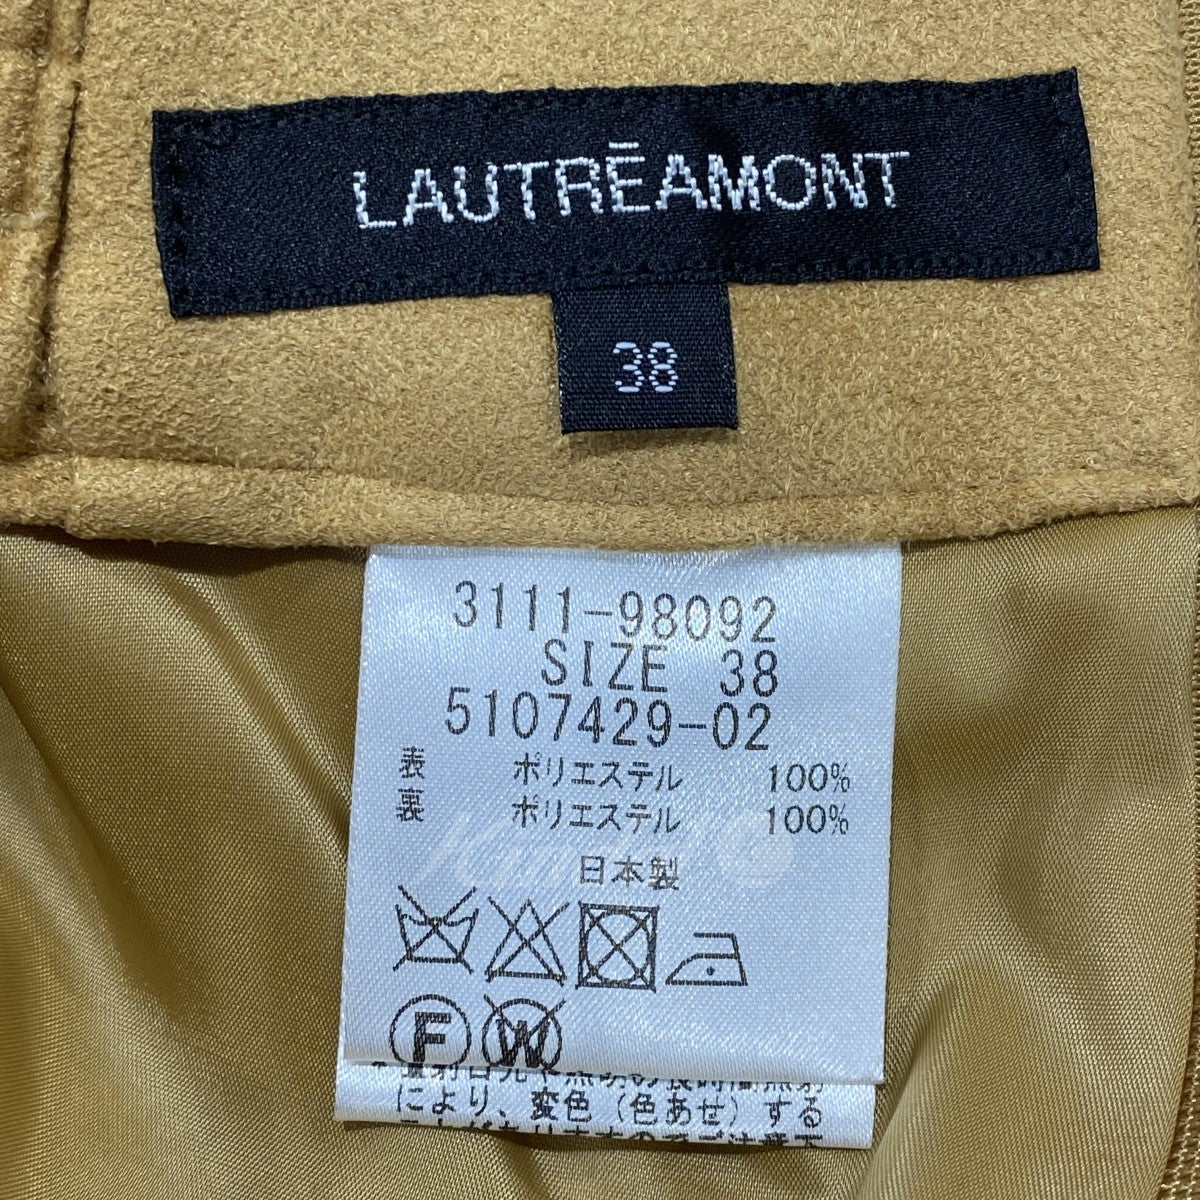 LAUTRĒAMONT
38
3111-98092
SIZE 38
5107429-02
表 ポリエステル 100%
裏 ポリエステル 100%
日本製
F W
により、変色(色あせ)する